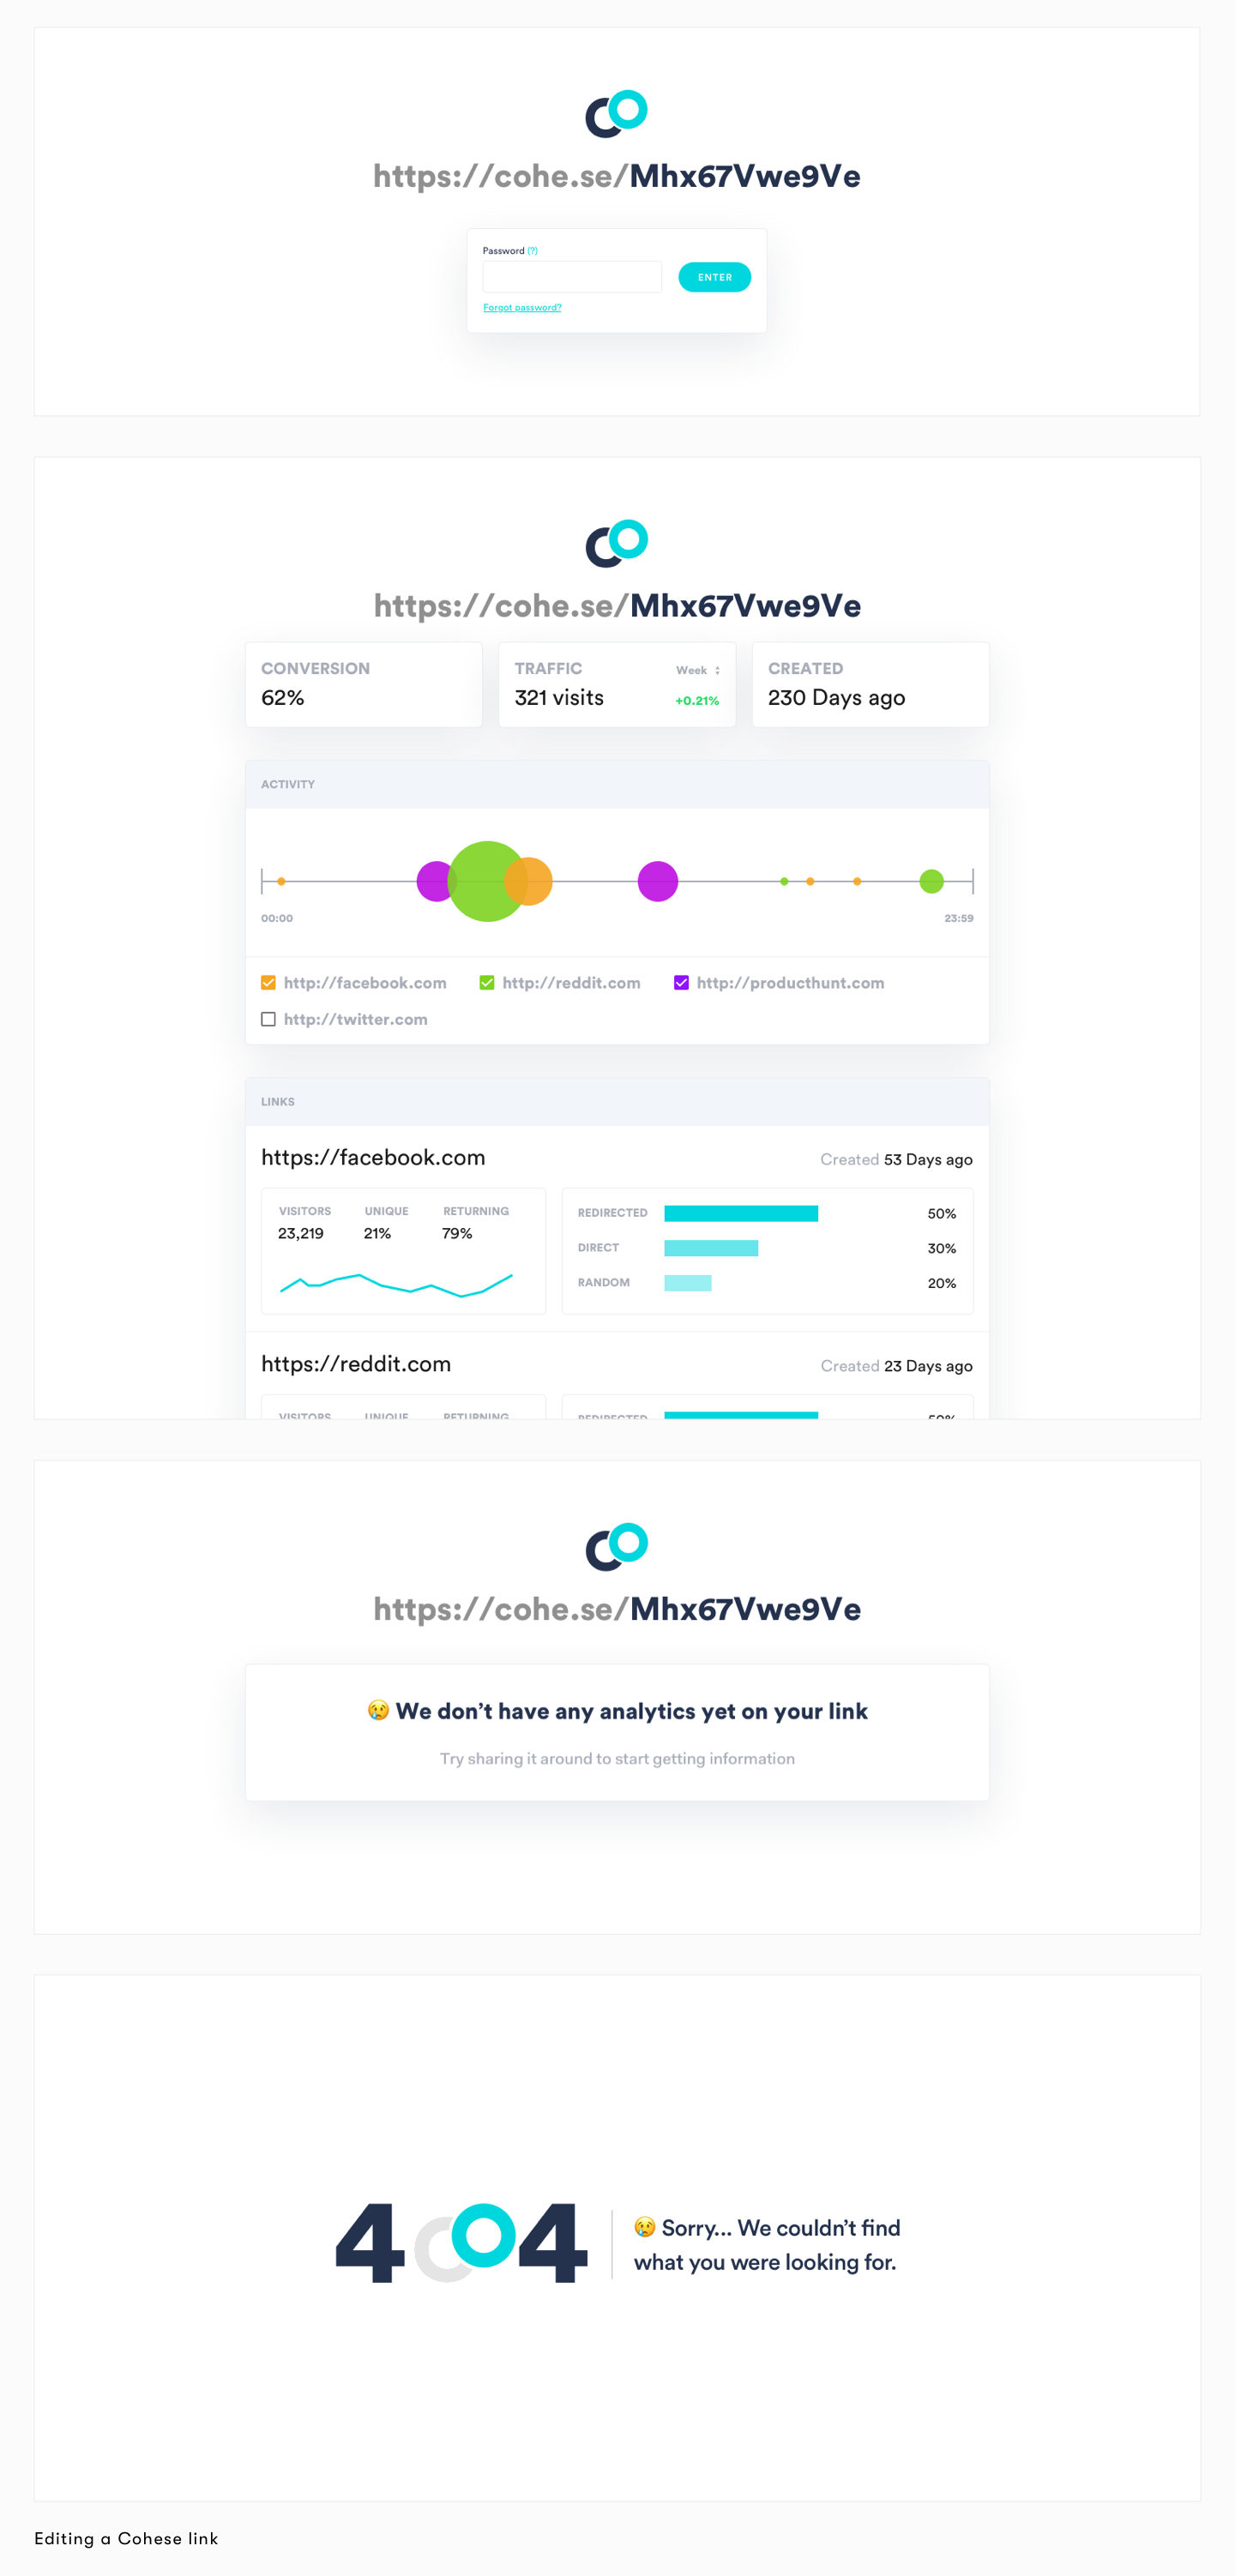 https://cohe.se/Mhx67Vwe9Ve
Password (?)
ENTER
Forgot password?
https://cohe.se/Mhx67Vwe9Ve
CONVERSION
62%
TRAFFIC
Week
321 visits
+0.21%
CREATED
230 Days ago
ACTIVITY
00:00
23:59
http://facebook.com
http://reddit.com
http://producthunt.com
http://twitter.com
LINKS
https://facebook.com
Created 53 Days ago
VISITORS
UNIQUE
RETURNING
23,219
21%
79%
REDIRECTED
50%
DIRECT
30%
RANDOM
20%
https://reddit.com
Created 23 Days ago
VISITORS
UNIQUE
RETURNING
REDIRECTED
50%
https://cohe.se/Mhx67Vwe9Ve
😢 We don’t have any analytics yet on your link
Try sharing it around to start getting information
404
😢 Sorry... We couldn’t find
what you were looking for.
Editing a Cohese link